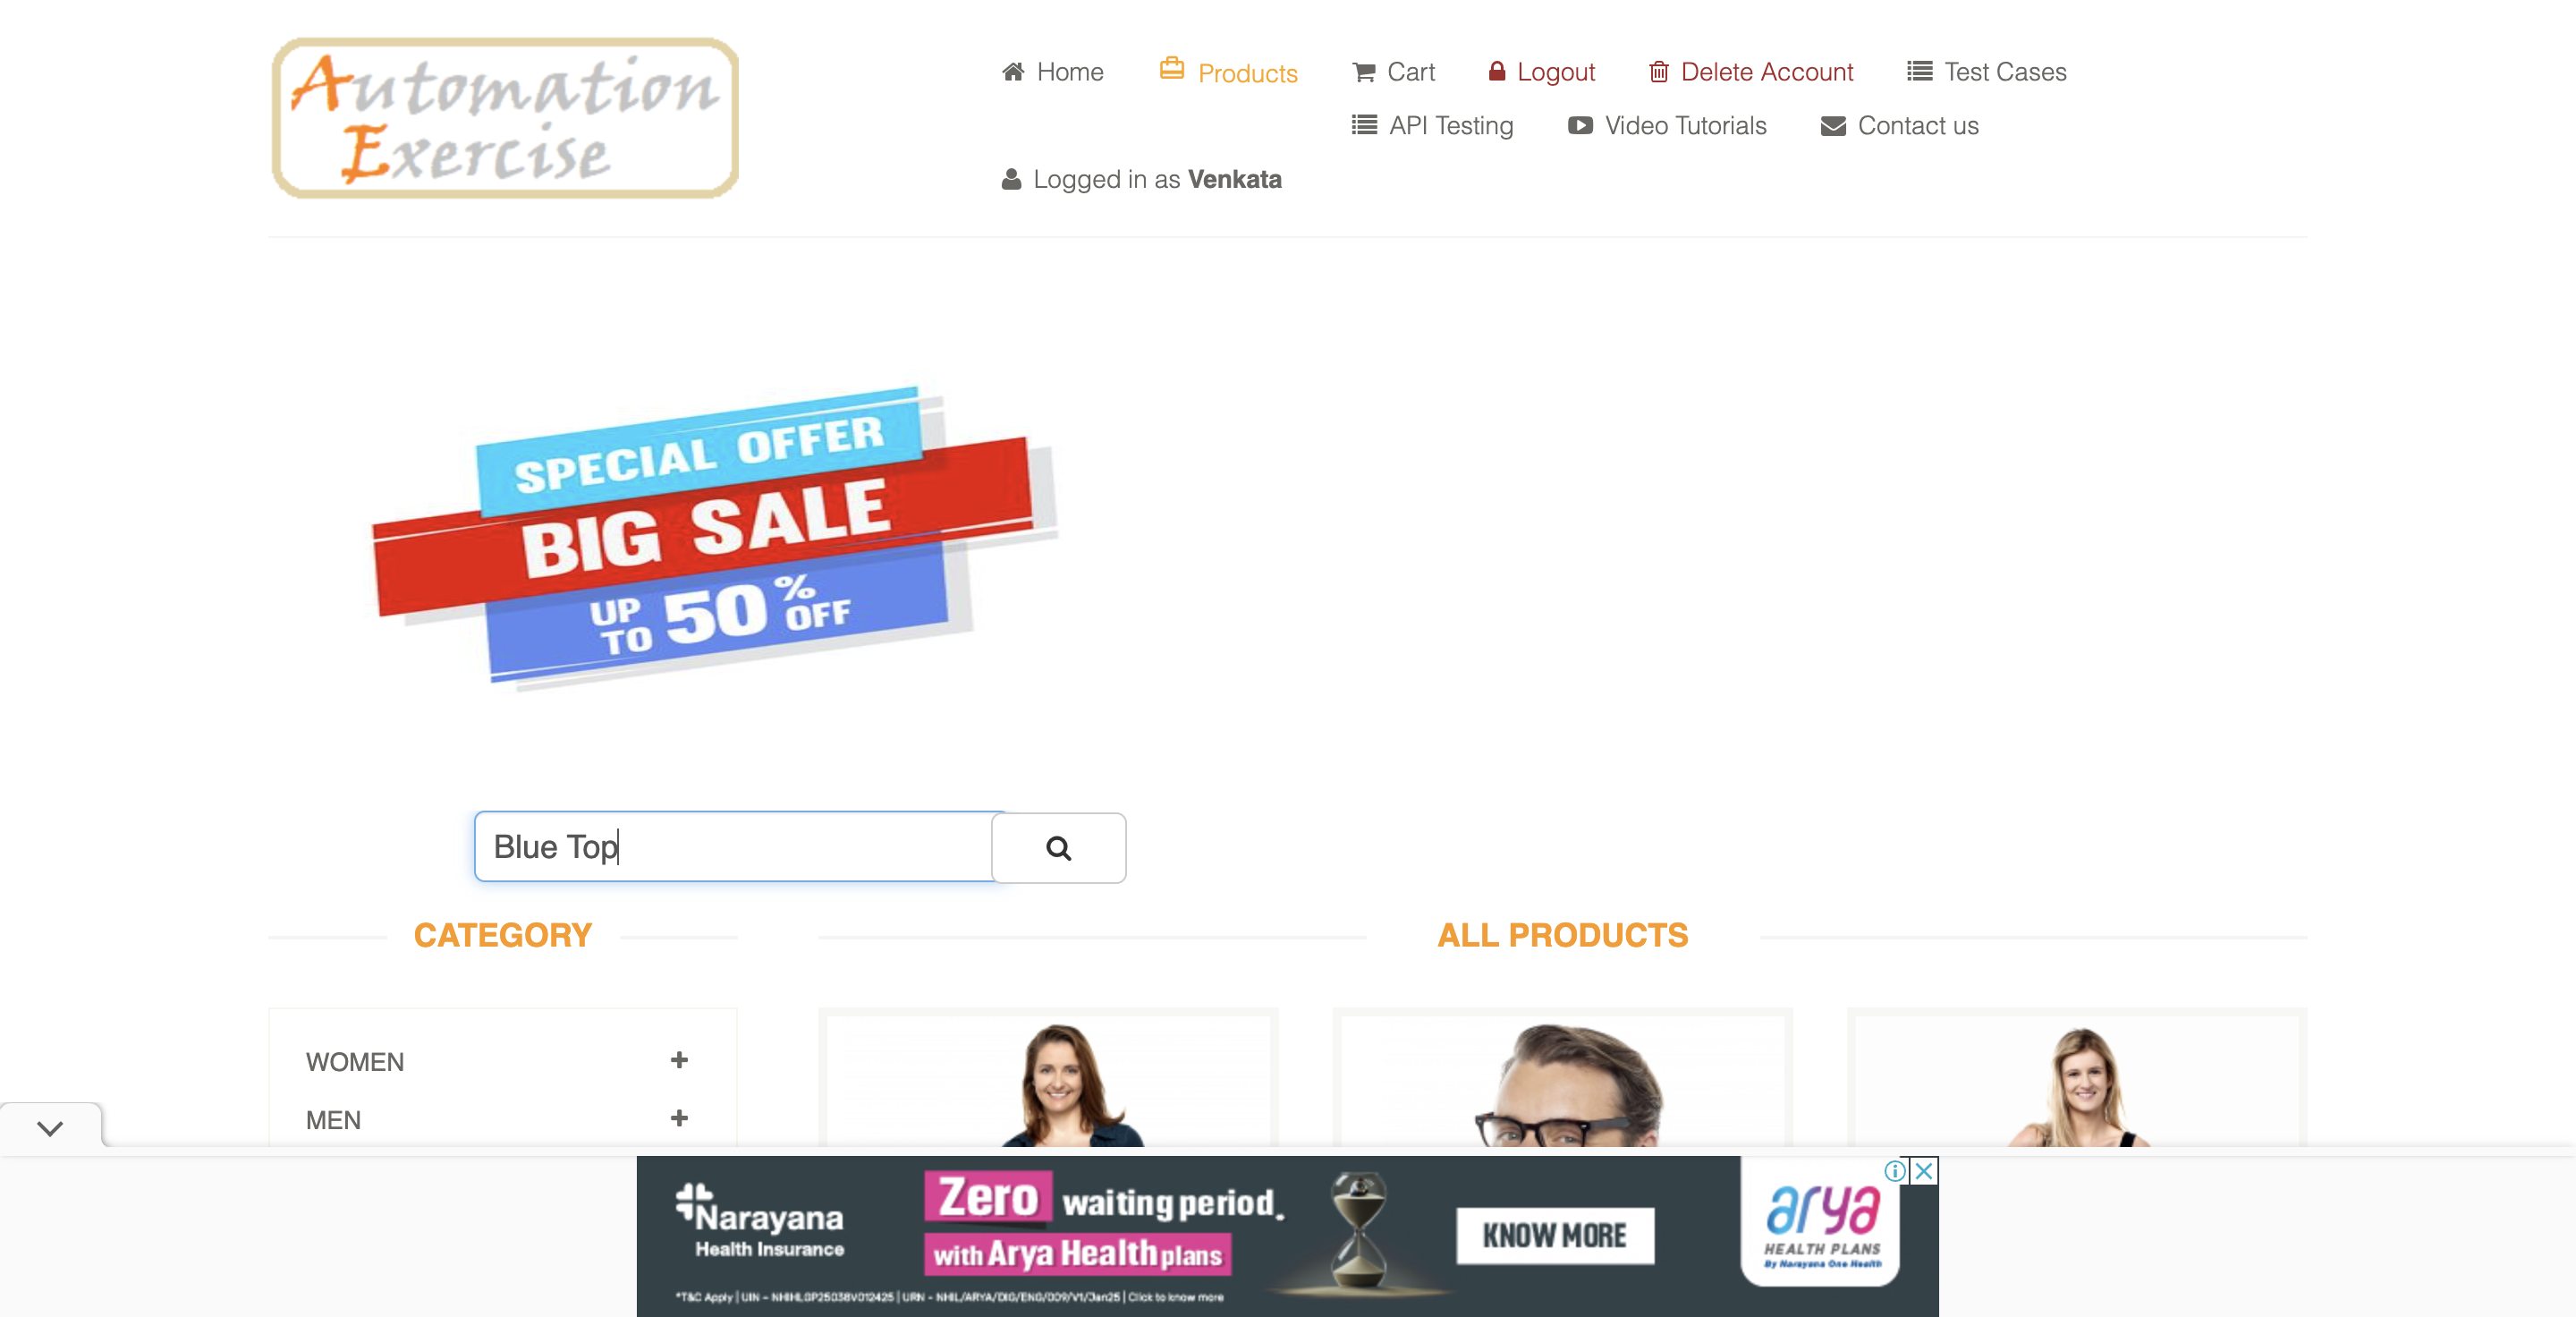 Automation
Exercise
Home Products Cart Logout Delete Account Test Cases
API Testing Video Tutorials Contact us
Logged in as Venkata
SPECIAL OFFER
BIG SALE
UP TO 50% OFF
Blue Top
CATEGORY
ALL PRODUCTS
WOMEN
MEN
Narayana
Health Insurance
Zero waiting period.
with Arya Health plans
KNOW MORE
arya
HEALTH PLANS
By Narayana One Health
*T&C Apply | UIN - NHIHLGP25038V012425 | URN - NHIL/ARYA/DIG/ENG/009/V1/Jan25 | Click to know more